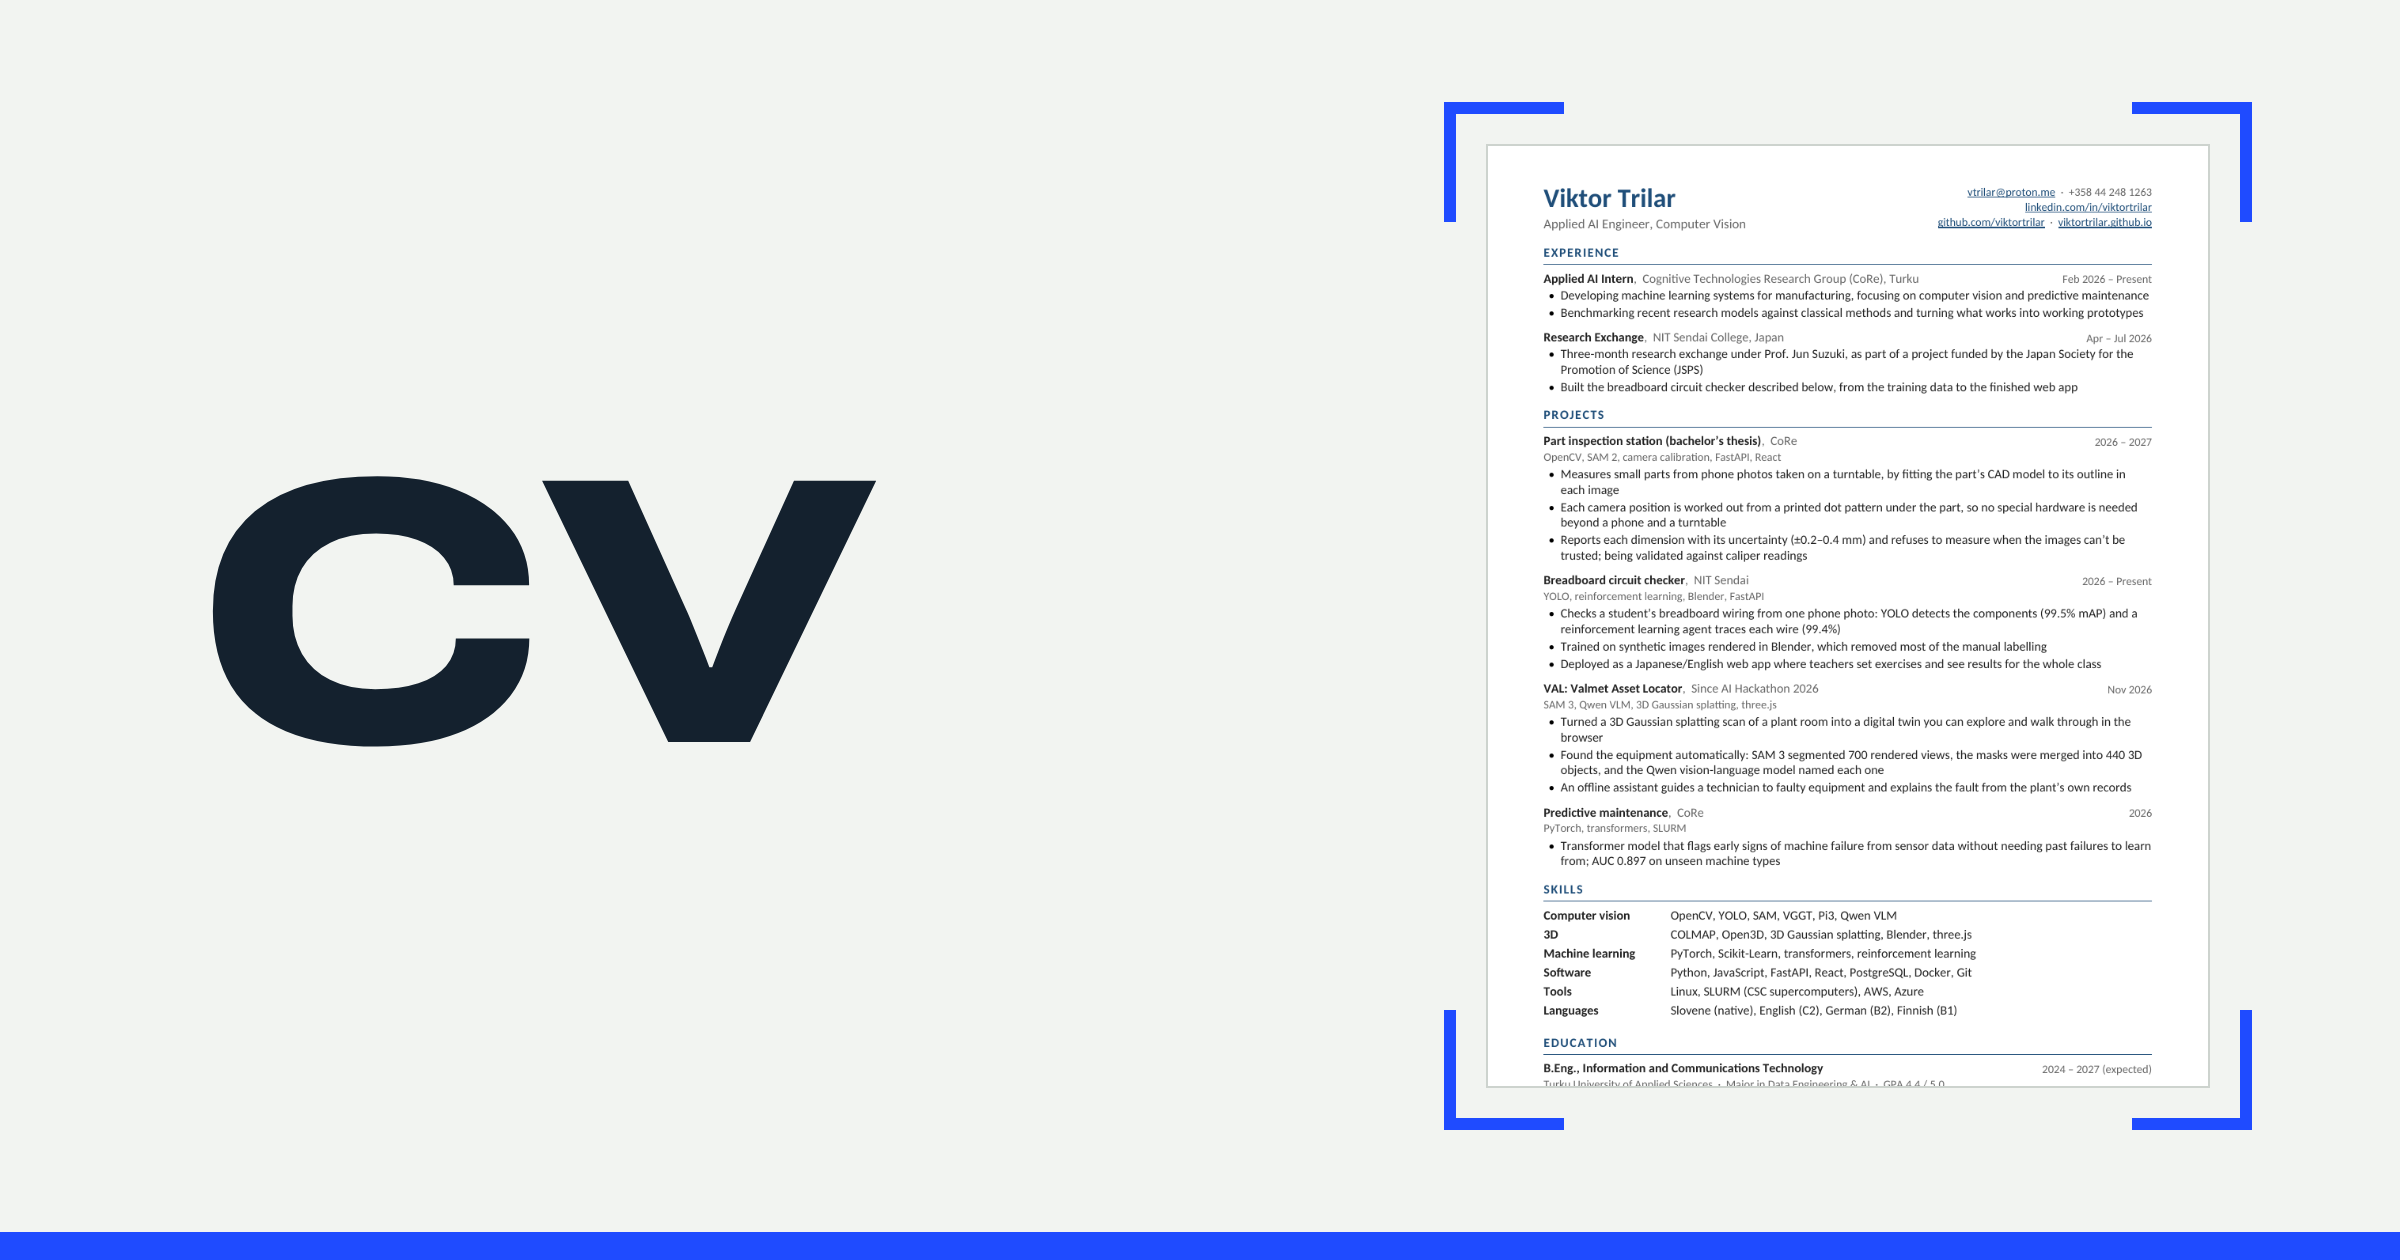 CV
Viktor Trilar
Applied AI Engineer, Computer Vision
vtrilar@proton.me · +358 44 248 1263
linkedin.com/in/viktortrilar
github.com/viktortrilar · viktortrilar.github.io
EXPERIENCE
Applied AI Intern, Cognitive Technologies Research Group (CoRe), Turku Feb 2026 – Present
• Developing machine learning systems for manufacturing, focusing on computer vision and predictive maintenance
• Benchmarking recent research models against classical methods and turning what works into working prototypes
Research Exchange, NIT Sendai College, Japan Apr – Jul 2026
• Three-month research exchange under Prof. Jun Suzuki, as part of a project funded by the Japan Society for the
Promotion of Science (JSPS)
• Built the breadboard circuit checker described below, from the training data to the finished web app
PROJECTS
Part inspection station (bachelor's thesis), CoRe 2026 – 2027
OpenCV, SAM 2, camera calibration, FastAPI, React
• Measures small parts from phone photos taken on a turntable, by fitting the part's CAD model to its outline in
each image
• Each camera position is worked out from a printed dot pattern under the part, so no special hardware is needed
beyond a phone and a turntable
• Reports each dimension with its uncertainty (±0.2–0.4 mm) and refuses to measure when the images can't be
trusted; being validated against caliper readings
Breadboard circuit checker, NIT Sendai 2026 – Present
YOLO, reinforcement learning, Blender, FastAPI
• Checks a student's breadboard wiring from one phone photo: YOLO detects the components (99.5% mAP) and a
reinforcement learning agent traces each wire (99.4%)
• Trained on synthetic images rendered in Blender, which removed most of the manual labelling
• Deployed as a Japanese/English web app where teachers set exercises and see results for the whole class
VAL: Valmet Asset Locator, Since AI Hackathon 2026 Nov 2026
SAM 3, Qwen VLM, 3D Gaussian splatting, three.js
• Turned a 3D Gaussian splatting scan of a plant room into a digital twin you can explore and walk through in the
browser
• Found the equipment automatically: SAM 3 segmented 700 rendered views, the masks were merged into 440 3D
objects, and the Qwen vision-language model named each one
• An offline assistant guides a technician to faulty equipment and explains the fault from the plant's own records
Predictive maintenance, CoRe 2026
PyTorch, transformers, SLURM
• Transformer model that flags early signs of machine failure from sensor data without needing past failures to learn
from; AUC 0.897 on unseen machine types
SKILLS
Computer vision OpenCV, YOLO, SAM, VGGT, Pi3, Qwen VLM
3D COLMAP, Open3D, 3D Gaussian splatting, Blender, three.js
Machine learning PyTorch, Scikit-Learn, transformers, reinforcement learning
Software Python, JavaScript, FastAPI, React, PostgreSQL, Docker, Git
Tools Linux, SLURM (CSC supercomputers), AWS, Azure
Languages Slovene (native), English (C2), German (B2), Finnish (B1)
EDUCATION
B.Eng., Information and Communications Technology 2024 – 2027 (expected)
Turku University of Applied Sciences · Major in Data Engineering & AI · GPA 4.4 / 5.0